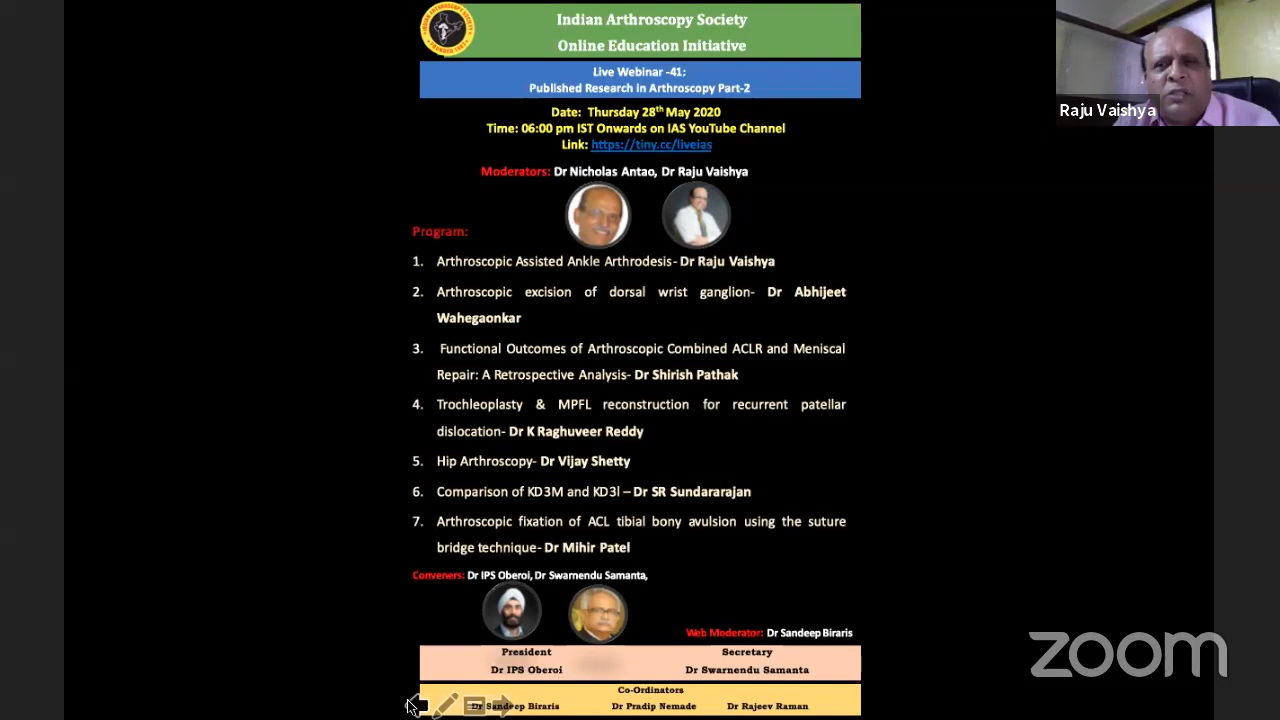 Indian Arthroscopy Society
Online Education Initiative
Live Webinar -41:
Published Research in Arthroscopy Part-2
Date: Thursday 28th May 2020
Time: 06:00 pm IST Onwards on IAS YouTube Channel
Link: https://tiny.cc/liveias
Moderators: Dr Nicholas Antao, Dr Raju Vaishya
Program:
1. Arthroscopic Assisted Ankle Arthrodesis- Dr Raju Vaishya
2. Arthroscopic excision of dorsal wrist ganglion- Dr Abhijeet
Wahegaonkar
3. Functional Outcomes of Arthroscopic Combined ACLR and Meniscal
Repair: A Retrospective Analysis- Dr Shirish Pathak
4. Trochleoplasty & MPFL reconstruction for recurrent patellar
dislocation- Dr K Raghuveer Reddy
5. Hip Arthroscopy- Dr Vijay Shetty
6. Comparison of KD3M and KD3l – Dr SR Sundararajan
7. Arthroscopic fixation of ACL tibial bony avulsion using the suture
bridge technique- Dr Mihir Patel
Conveners: Dr IPS Oberoi, Dr Swarnendu Samanta,
Web Moderator: Dr Sandeep Biraris
President
Secretary
Dr IPS Oberoi
Dr Swarnendu Samanta
Co-Ordinators
Dr Sandeep Biraris
Dr Pradip Nemade
Dr Rajeev Raman
Raju Vaishya
zoom